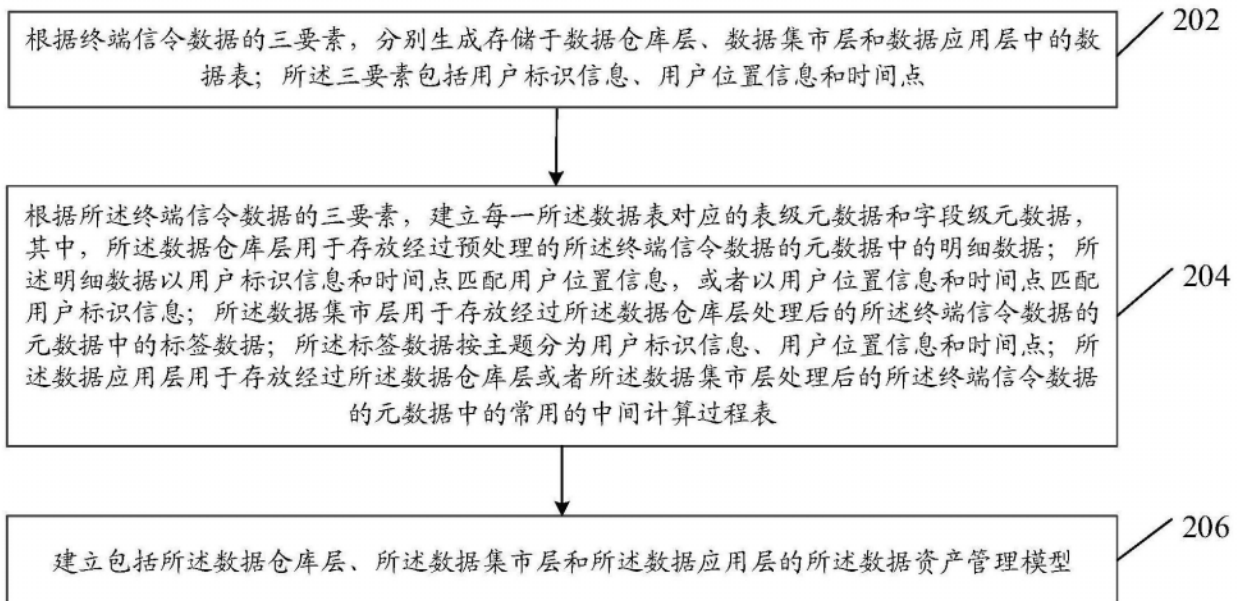 根据终端信令数据的三要素，分别生成存储于数据仓库层、数据集市层和数据应用层中的数
据表；所述三要素包括用户标识信息、用户位置信息和时间点
202
根据所述终端信令数据的三要素，建立每一所述数据表对应的表级元数据和字段级元数据，
其中，所述数据仓库层用于存放经过预处理的所述终端信令数据的元数据中的明细数据；所
述明细数据以用户标识信息和时间点匹配用户位置信息，或者以用户位置信息和时间点匹配
用户标识信息；所述数据集市层用于存放经过所述数据仓库层处理后的所述终端信令数据的
元数据中的标签数据；所述标签数据按主题分为用户标识信息、用户位置信息和时间点；所
述数据应用层用于存放经过所述数据仓库层或者所述数据集市层处理后的所述终端信令数据
的元数据中的常用的中间计算过程表
204
建立包括所述数据仓库层、所述数据集市层和所述数据应用层的所述数据资产管理模型
206